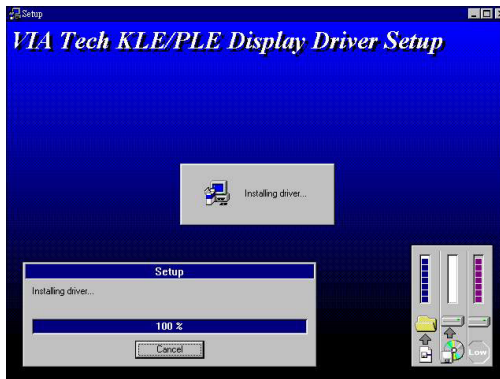 Setup
VIA Tech KLE/PLE Display Driver Setup
Installing driver...
Setup
Installing driver...
100 %
Cancel
Low